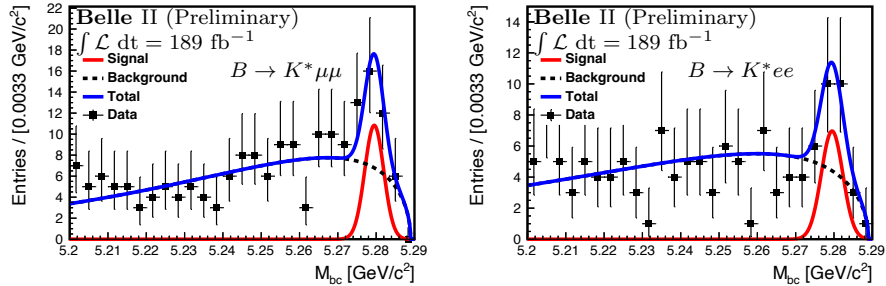 Belle II (Preliminary)
∫ ℒ dt = 189 fb⁻¹
Signal
Background
Total
Data
B → K*μμ
Entries / [0.0033 GeV/c²]
0
2
4
6
8
10
12
14
16
18
20
22
5.2
5.21
5.22
5.23
5.24
5.25
5.26
5.27
5.28
5.29
M_bc [GeV/c²]
Belle II (Preliminary)
∫ ℒ dt = 189 fb⁻¹
Signal
Background
Total
Data
B → K*ee
Entries / [0.0033 GeV/c²]
0
2
4
6
8
10
12
14
5.2
5.21
5.22
5.23
5.24
5.25
5.26
5.27
5.28
5.29
M_bc [GeV/c²]